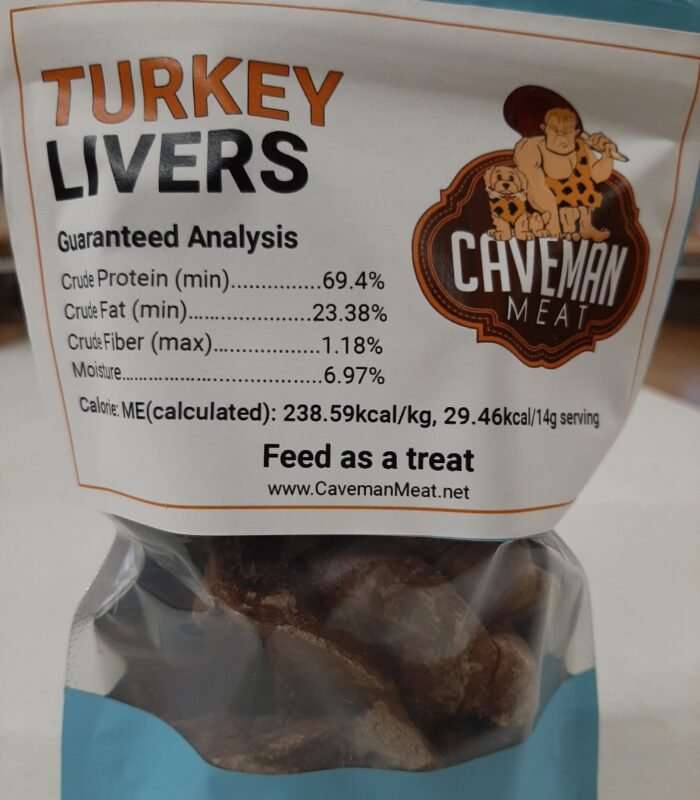 TURKEY
LIVERS
Guaranteed Analysis
Crude Protein (min)..............69.4%
Crude Fat (min)....................23.38%
Crude Fiber (max).................1.18%
Moisture.................................6.97%
Calorie: ME(calculated): 238.59kcal/kg, 29.46kcal/14g serving
Feed as a treat
www.CavemanMeat.net
CAVEMAN
MEAT